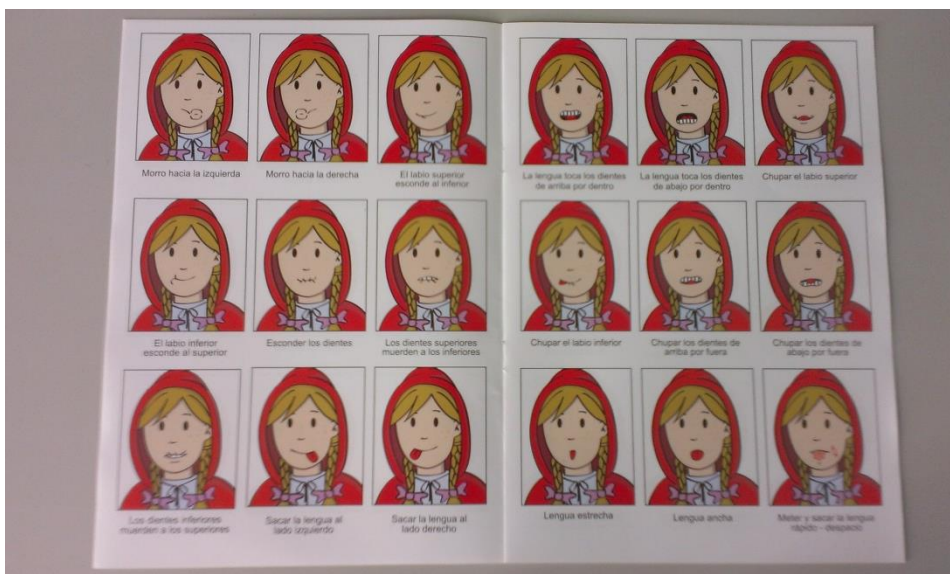 Morro hacia la izquierda
Morro hacia la derecha
El labio superior
esconde al inferior
El labio inferior
esconde al superior
Esconder los dientes
Los dientes superiores
muerden a los inferiores
Los dientes inferiores
muerden a los superiores
Sacar la lengua al
lado izquierdo
Sacar la lengua al
lado derecho
La lengua toca los dientes
de arriba por dentro
La lengua toca los dientes
de abajo por dentro
Chupar el labio superior
Chupar el labio inferior
Chupar los dientes de
arriba por fuera
Chupar los dientes de
abajo por fuera
Lengua estrecha
Lengua ancha
Meter y sacar la lengua
rápido - despacio